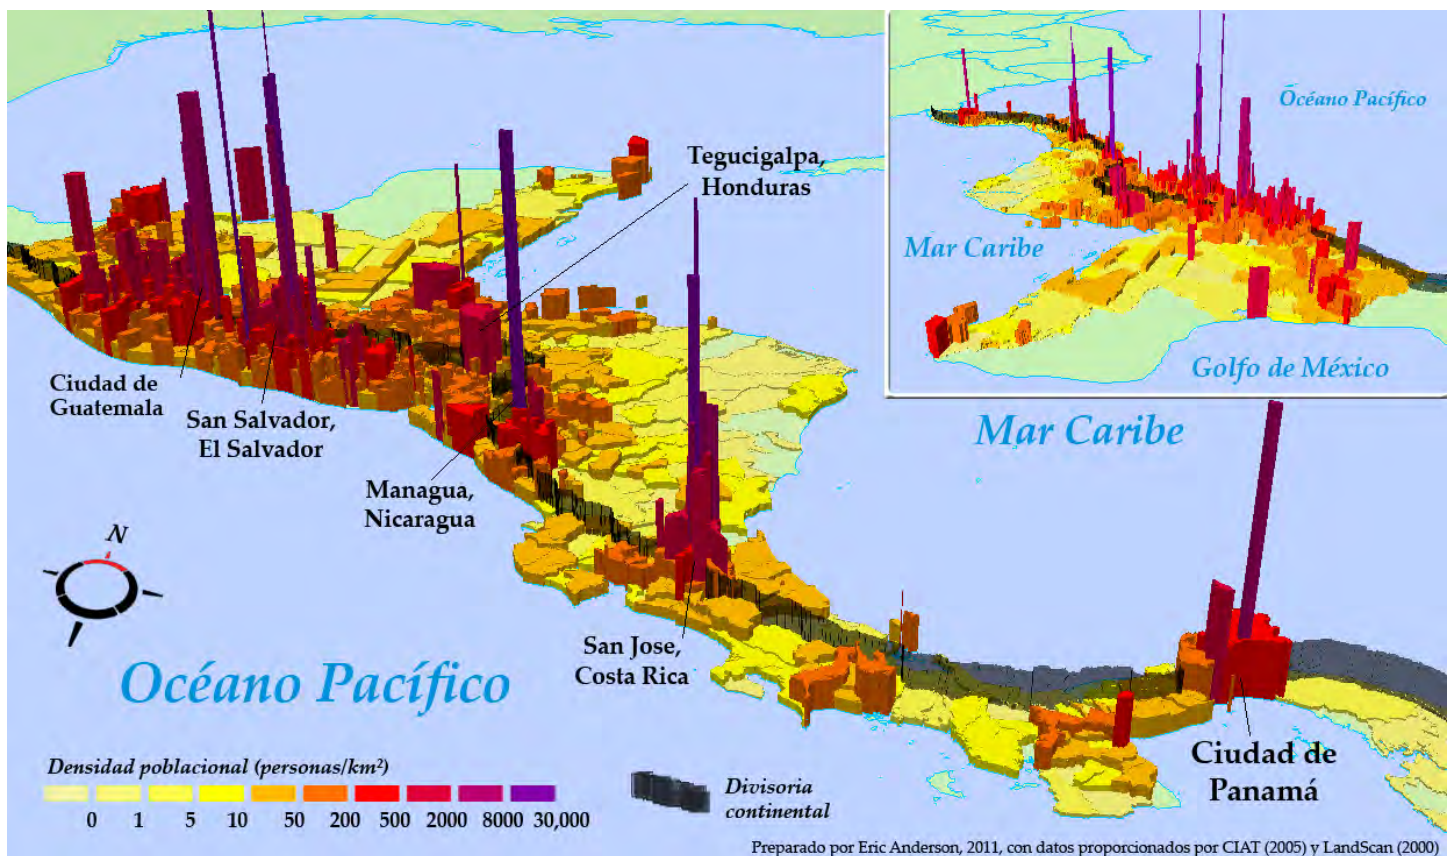 Océano Pacífico
Mar Caribe
Golfo de México
Tegucigalpa,
Honduras
Ciudad de
Guatemala
San Salvador,
El Salvador
Managua,
Nicaragua
Mar Caribe
N
San Jose,
Costa Rica
Océano Pacífico
Ciudad de
Panamá
Densidad poblacional (personas/km²)
0 1 5 10 50 200 500 2000 8000 30,000
Divisoria
continental
Preparado por Eric Anderson, 2011, con datos proporcionados por CIAT (2005) y LandScan (2000)